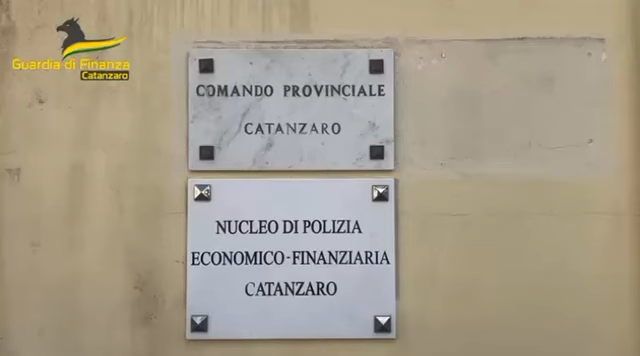 Guardia di Finanza
Catanzaro
COMANDO PROVINCIALE
CATANZARO
NUCLEO DI POLIZIA
ECONOMICO-FINANZIARIA
CATANZARO